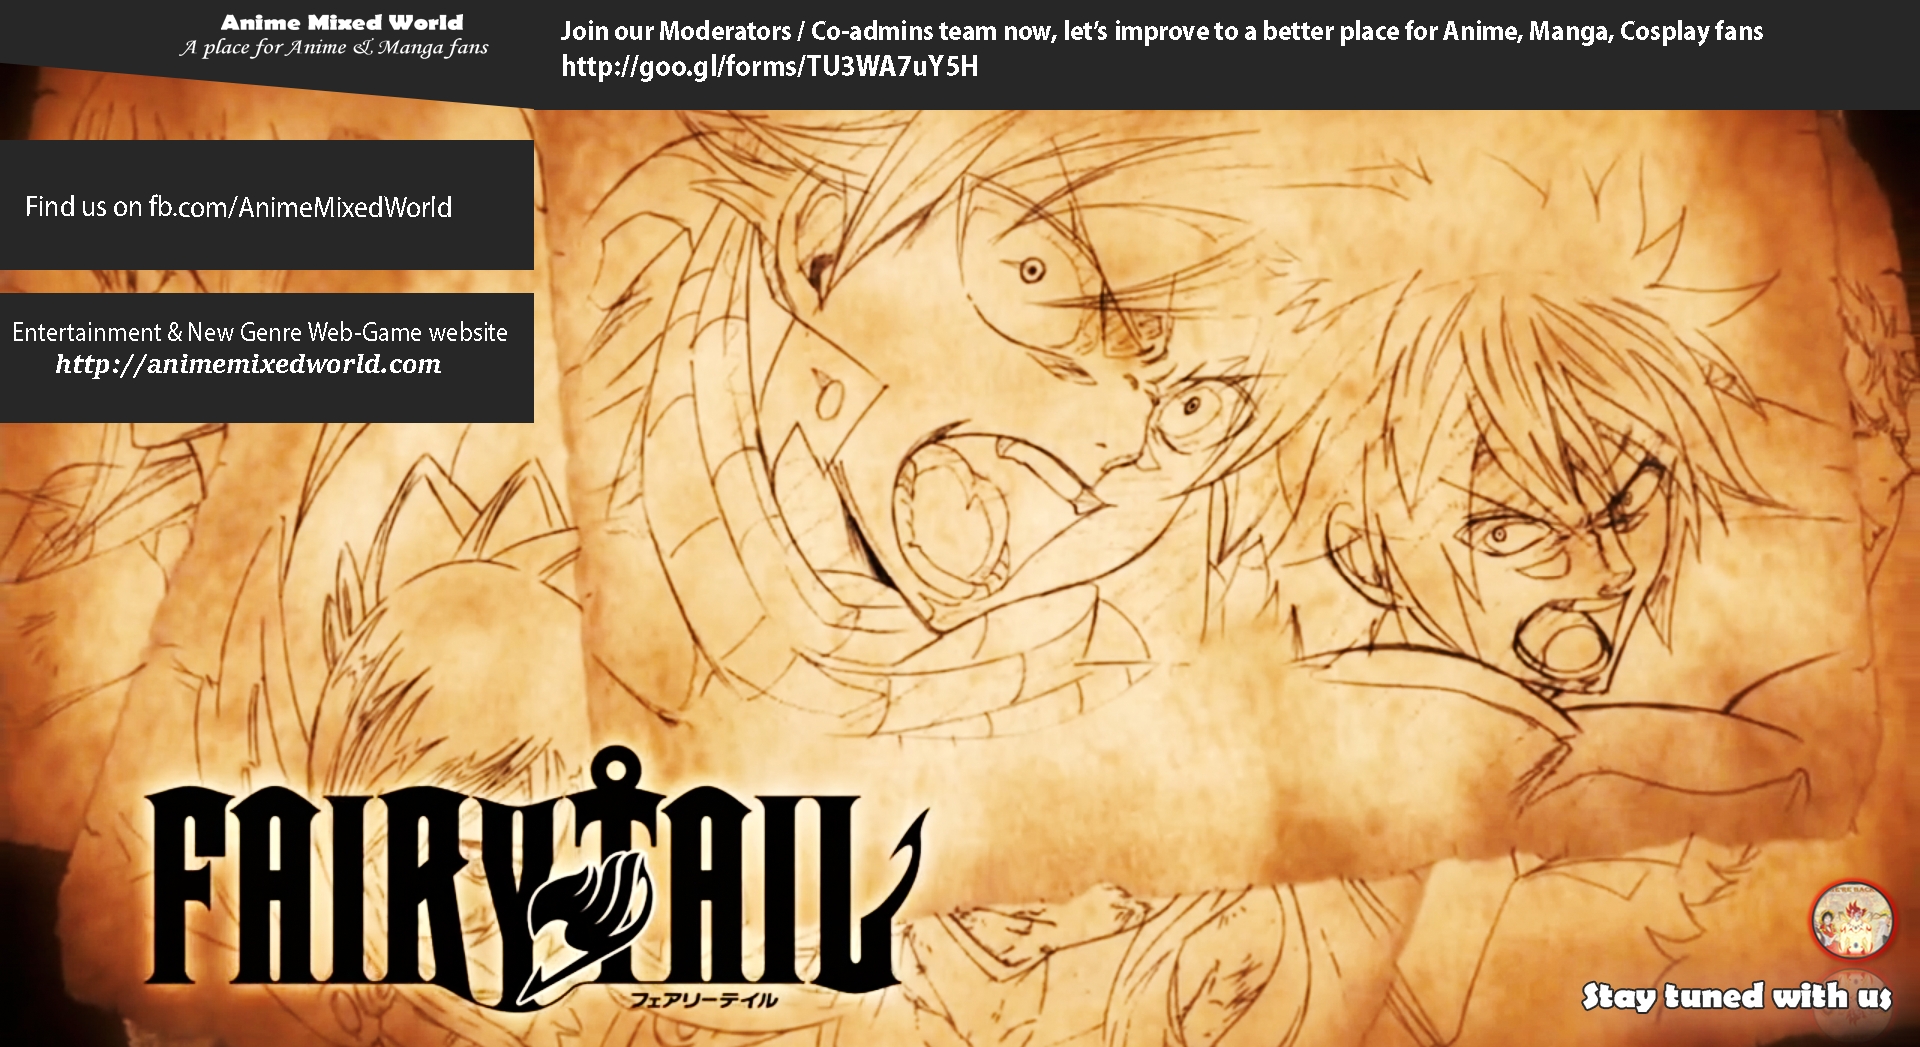 Anime Mixed World
A place for Anime & Manga fans
Join our Moderators / Co-admins team now, let's improve to a better place for Anime, Manga, Cosplay fans
http://goo.gl/forms/TU3WA7uY5H
Find us on fb.com/AnimeMixedWorld
Entertainment & New Genre Web-Game website
http://animemixedworld.com
FAIRY TAIL
フェアリーテイル
Stay tuned with us